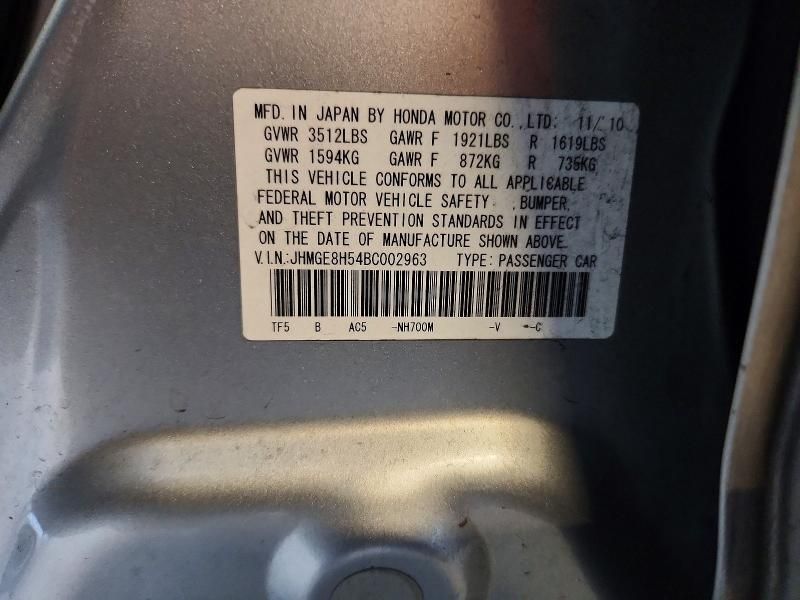 MFD. IN JAPAN BY HONDA MOTOR CO., LTD: 11/10
GVWR 3512LBS GAWR F 1921LBS R 1619LBS
GVWR 1594KG GAWR F 872KG R 735KG
THIS VEHICLE CONFORMS TO ALL APPLICABLE
FEDERAL MOTOR VEHICLE SAFETY ,BUMPER,
AND THEFT PREVENTION STANDARDS IN EFFECT
ON THE DATE OF MANUFACTURE SHOWN ABOVE.
V.I.N.:JHMGE8H54BC002963 TYPE: PASSENGER CAR
TF5 B AC5 -NH700M -V *-C